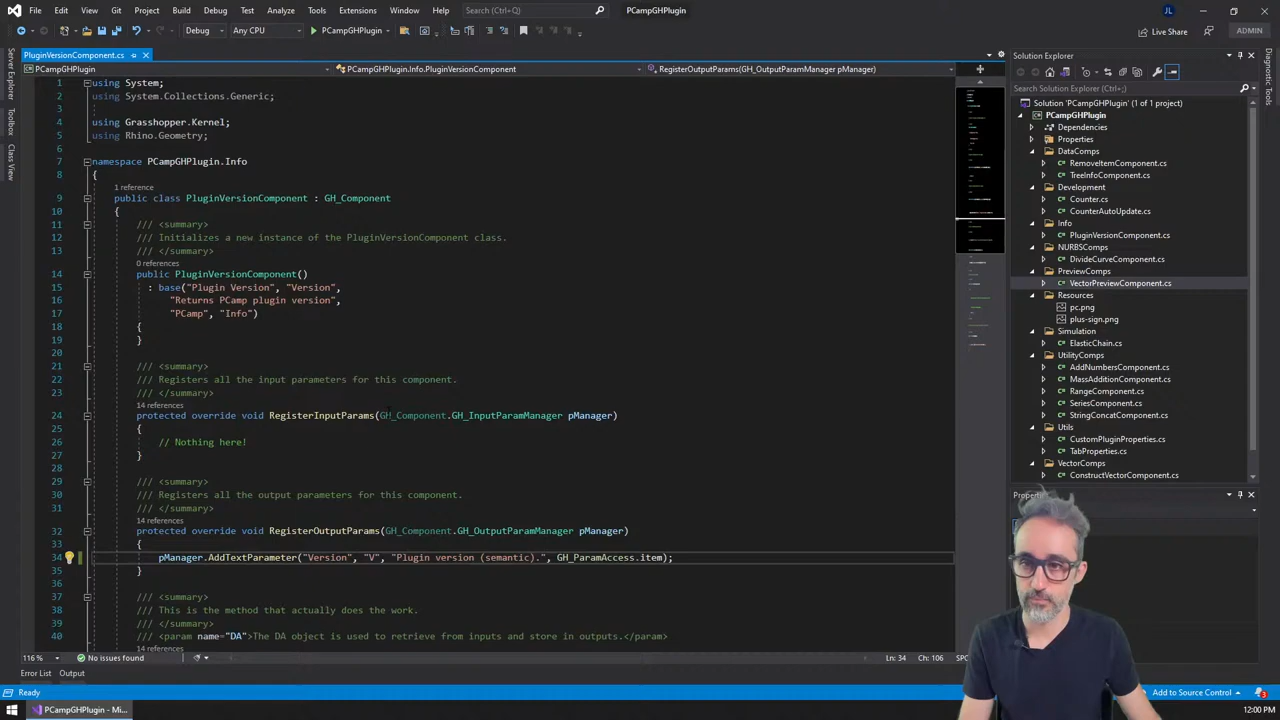 File Edit View Git Project Build Debug Test Analyze Tools Extensions Window Help Search (Ctrl+Q) PCampGHPlugin JL
Debug Any CPU PCampGHPlugin Live Share ADMIN
PluginVersionComponent.cs
PCampGHPlugin PCampGHPlugin.Info.PluginVersionComponent RegisterOutputParams(GH_OutputParamManager pManager)
Server Explorer
Toolbox
Class View
1 using System;
2 using System.Collections.Generic;
3
4 using Grasshopper.Kernel;
5 using Rhino.Geometry;
6
7 namespace PCampGHPlugin.Info
8 {
1 reference
9 public class PluginVersionComponent : GH_Component
10 {
11 /// <summary>
12 /// Initializes a new instance of the PluginVersionComponent class.
13 /// </summary>
0 references
14 public PluginVersionComponent()
15 : base("Plugin Version", "Version",
16 "Returns PCamp plugin version",
17 "PCamp", "Info")
18 {
19 }
20
21 /// <summary>
22 /// Registers all the input parameters for this component.
23 /// </summary>
14 references
24 protected override void RegisterInputParams(GH_Component.GH_InputParamManager pManager)
25 {
26 // Nothing here!
27 }
28
29 /// <summary>
30 /// Registers all the output parameters for this component.
31 /// </summary>
14 references
32 protected override void RegisterOutputParams(GH_Component.GH_OutputParamManager pManager)
33 {
34 pManager.AddTextParameter("Version", "V", "Plugin version (semantic).", GH_ParamAccess.item);
35 }
36
37 /// <summary>
38 /// This is the method that actually does the work.
39 /// </summary>
40 /// <param name="DA">The DA object is used to retrieve from inputs and store in outputs.</param>
14 references
116 % No issues found Ln: 34 Ch: 106 SPC
Error List Output
Solution Explorer
Search Solution Explorer (Ctrl+;)
Solution 'PCampGHPlugin' (1 of 1 project)
PCampGHPlugin
Dependencies
Properties
DataComps
RemoveItemComponent.cs
TreeInfoComponent.cs
Development
Counter.cs
CounterAutoUpdate.cs
Info
PluginVersionComponent.cs
NURBSComps
DivideCurveComponent.cs
PreviewComps
VectorPreviewComponent.cs
Resources
pc.png
plus-sign.png
Simulation
ElasticChain.cs
UtilityComps
AddNumbersComponent.cs
MassAdditionComponent.cs
RangeComponent.cs
SeriesComponent.cs
StringConcatComponent.cs
Utils
CustomPluginProperties.cs
TabProperties.cs
VectorComps
ConstructVectorComponent.cs
Diagnostic Tools
Ready Add to Source Control 3
PCampGHPlugin - Mi... 12:00 PM